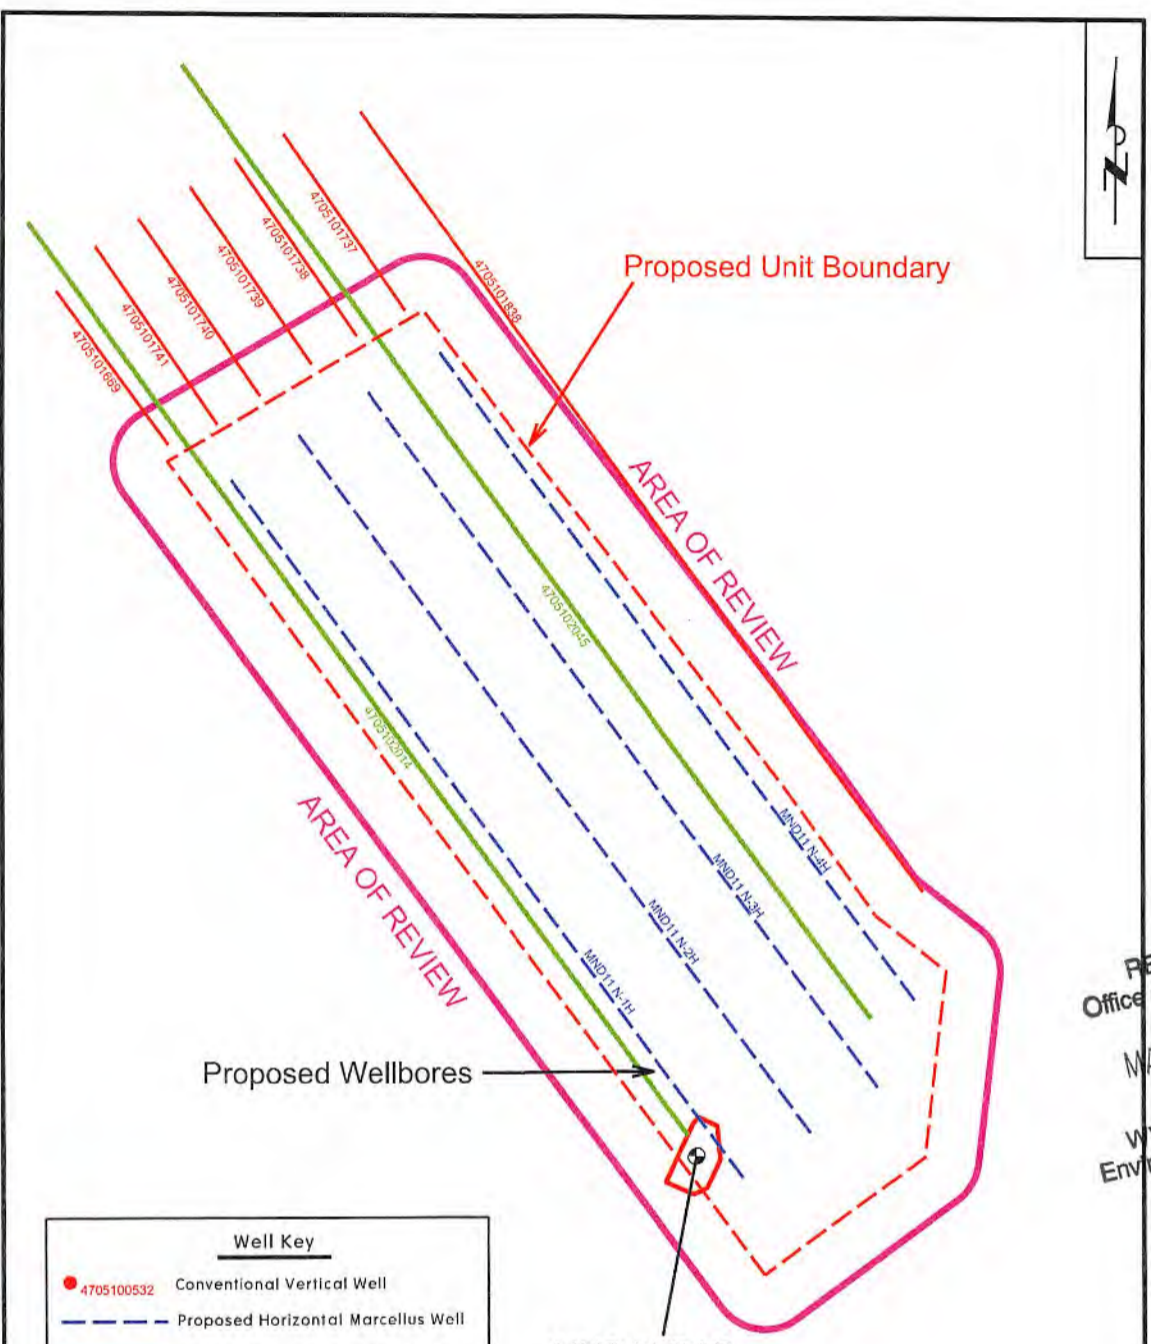 N
4705101737
4705101738
4705101739
4705101740
4705101741
4705101669
4705101838
Proposed Unit Boundary
AREA OF REVIEW
4705102045
4705102014
AREA OF REVIEW
MND11 N-4H
MND11 N-3H
MND11 N-2H
MND11 N-1H
Office
Proposed Wellbores
Well Key
4705100532 Conventional Vertical Well
Proposed Horizontal Marcellus Well